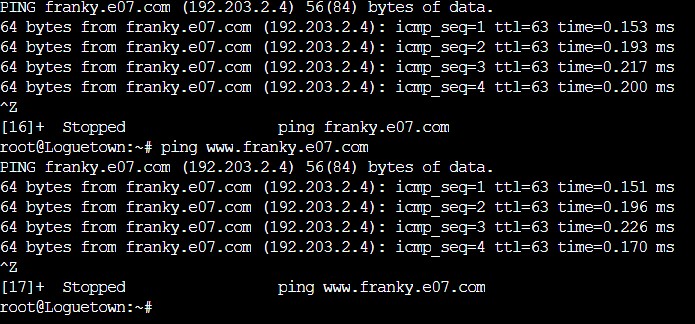 PING franky.e07.com (192.203.2.4) 56(84) bytes of data.
64 bytes from franky.e07.com (192.203.2.4): icmp_seq=1 ttl=63 time=0.153 ms
64 bytes from franky.e07.com (192.203.2.4): icmp_seq=2 ttl=63 time=0.193 ms
64 bytes from franky.e07.com (192.203.2.4): icmp_seq=3 ttl=63 time=0.217 ms
64 bytes from franky.e07.com (192.203.2.4): icmp_seq=4 ttl=63 time=0.200 ms
^Z
[16]+  Stopped                 ping franky.e07.com
root@Loguetown:~# ping www.franky.e07.com
PING franky.e07.com (192.203.2.4) 56(84) bytes of data.
64 bytes from franky.e07.com (192.203.2.4): icmp_seq=1 ttl=63 time=0.151 ms
64 bytes from franky.e07.com (192.203.2.4): icmp_seq=2 ttl=63 time=0.196 ms
64 bytes from franky.e07.com (192.203.2.4): icmp_seq=3 ttl=63 time=0.226 ms
64 bytes from franky.e07.com (192.203.2.4): icmp_seq=4 ttl=63 time=0.170 ms
^Z
[17]+  Stopped                 ping www.franky.e07.com
root@Loguetown:~#